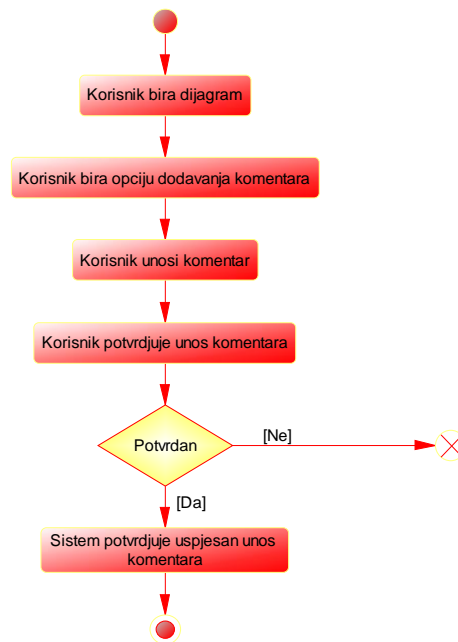 Korisnik bira dijagram
Korisnik bira opciju dodavanja komentara
Korisnik unosi komentar
Korisnik potvrdjuje unos komentara
Potvrdan
[Ne]
[Da]
Sistem potvrdjuje uspjesan unos
komentara